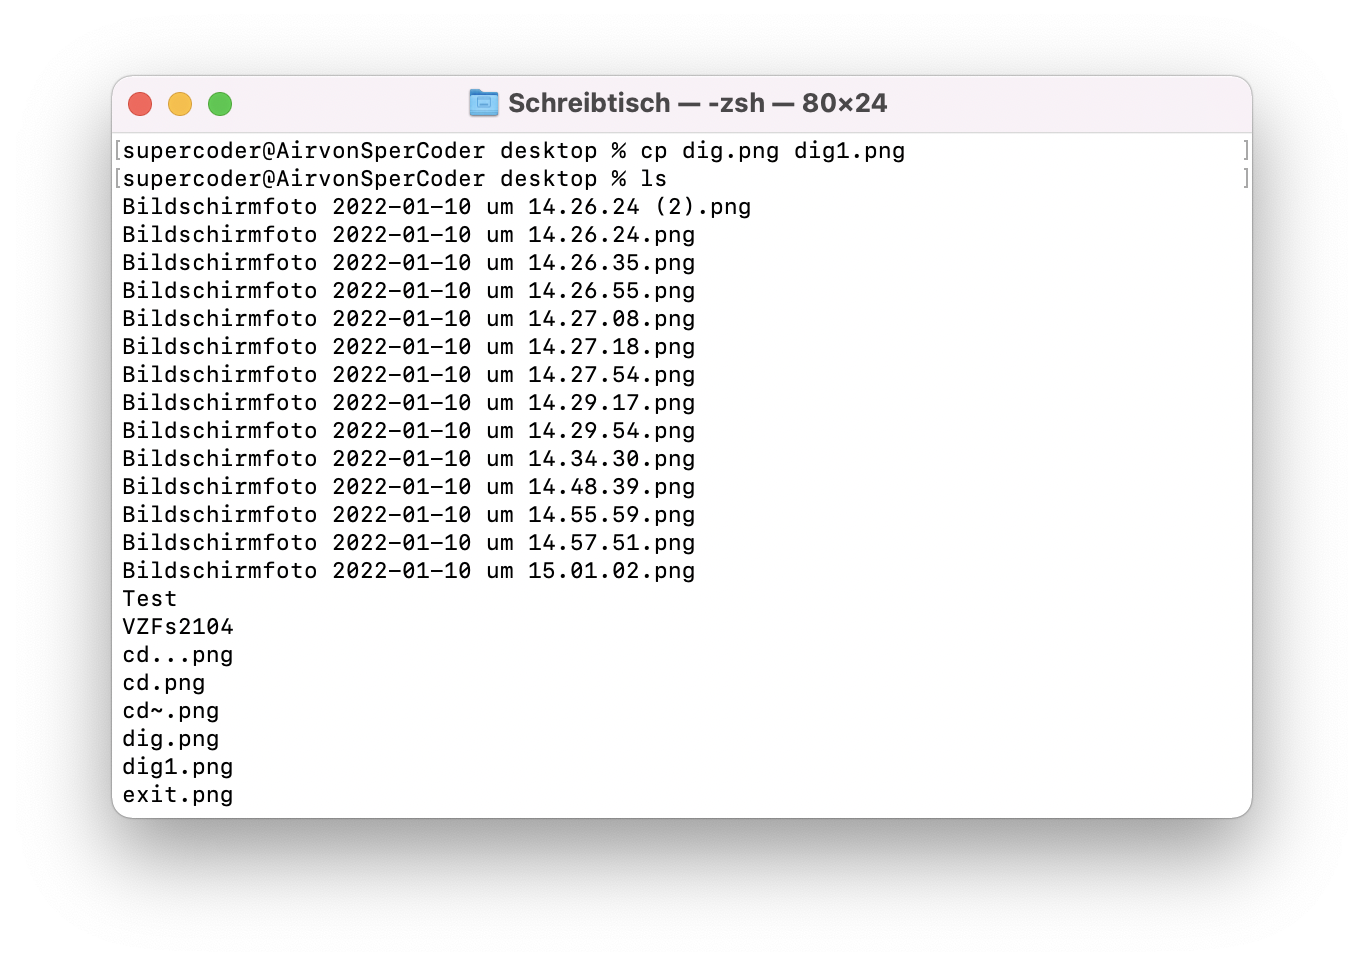 Schreibtisch — -zsh — 80×24
[supercoder@AirvonSperCoder desktop % cp dig.png dig1.png ]
[supercoder@AirvonSperCoder desktop % ls ]
Bildschirmfoto 2022-01-10 um 14.26.24 (2).png
Bildschirmfoto 2022-01-10 um 14.26.24.png
Bildschirmfoto 2022-01-10 um 14.26.35.png
Bildschirmfoto 2022-01-10 um 14.26.55.png
Bildschirmfoto 2022-01-10 um 14.27.08.png
Bildschirmfoto 2022-01-10 um 14.27.18.png
Bildschirmfoto 2022-01-10 um 14.27.54.png
Bildschirmfoto 2022-01-10 um 14.29.17.png
Bildschirmfoto 2022-01-10 um 14.29.54.png
Bildschirmfoto 2022-01-10 um 14.34.30.png
Bildschirmfoto 2022-01-10 um 14.48.39.png
Bildschirmfoto 2022-01-10 um 14.55.59.png
Bildschirmfoto 2022-01-10 um 14.57.51.png
Bildschirmfoto 2022-01-10 um 15.01.02.png
Test
VZFs2104
cd...png
cd.png
cd~.png
dig.png
dig1.png
exit.png